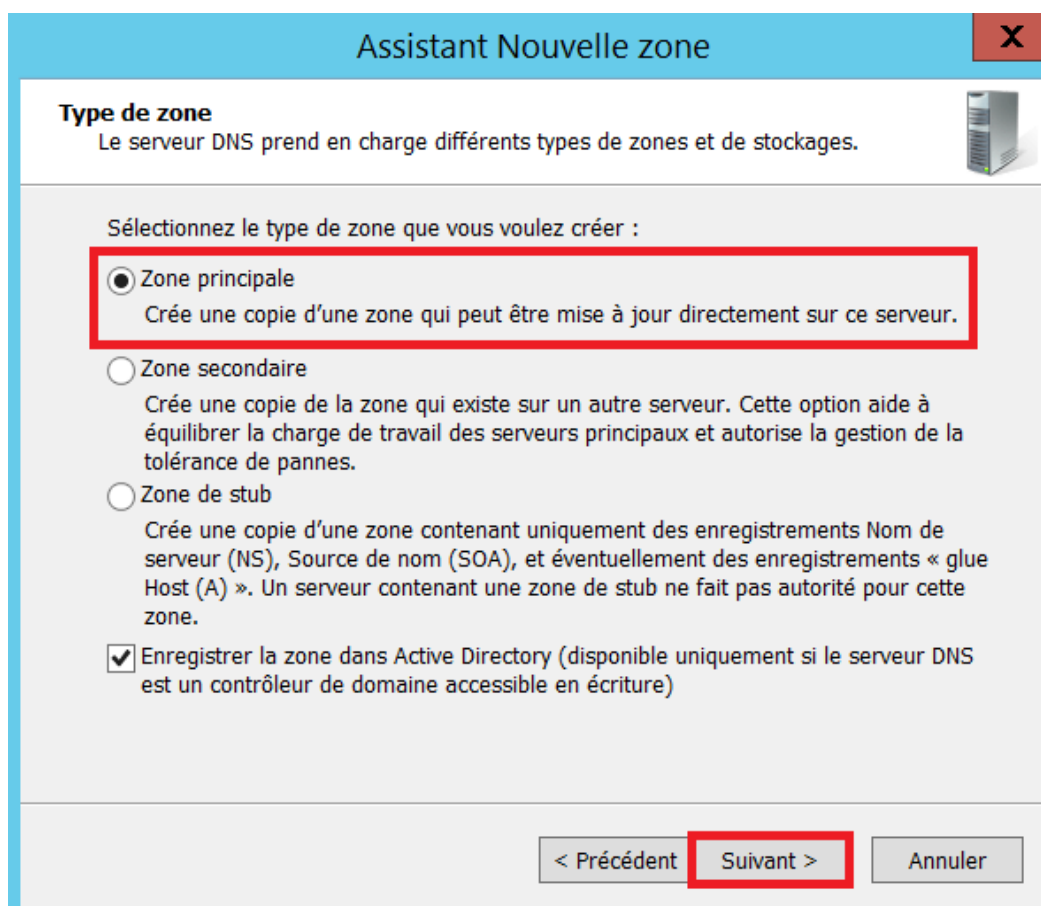 Assistant Nouvelle zone
X
Type de zone
Le serveur DNS prend en charge différents types de zones et de stockages.
Sélectionnez le type de zone que vous voulez créer :
Zone principale
Crée une copie d’une zone qui peut être mise à jour directement sur ce serveur.
Zone secondaire
Crée une copie de la zone qui existe sur un autre serveur. Cette option aide à
équilibrer la charge de travail des serveurs principaux et autorise la gestion de la
tolérance de pannes.
Zone de stub
Crée une copie d’une zone contenant uniquement des enregistrements Nom de
serveur (NS), Source de nom (SOA), et éventuellement des enregistrements « glue
Host (A) ». Un serveur contenant une zone de stub ne fait pas autorité pour cette
zone.
Enregistrer la zone dans Active Directory (disponible uniquement si le serveur DNS
est un contrôleur de domaine accessible en écriture)
< Précédent Suivant > Annuler